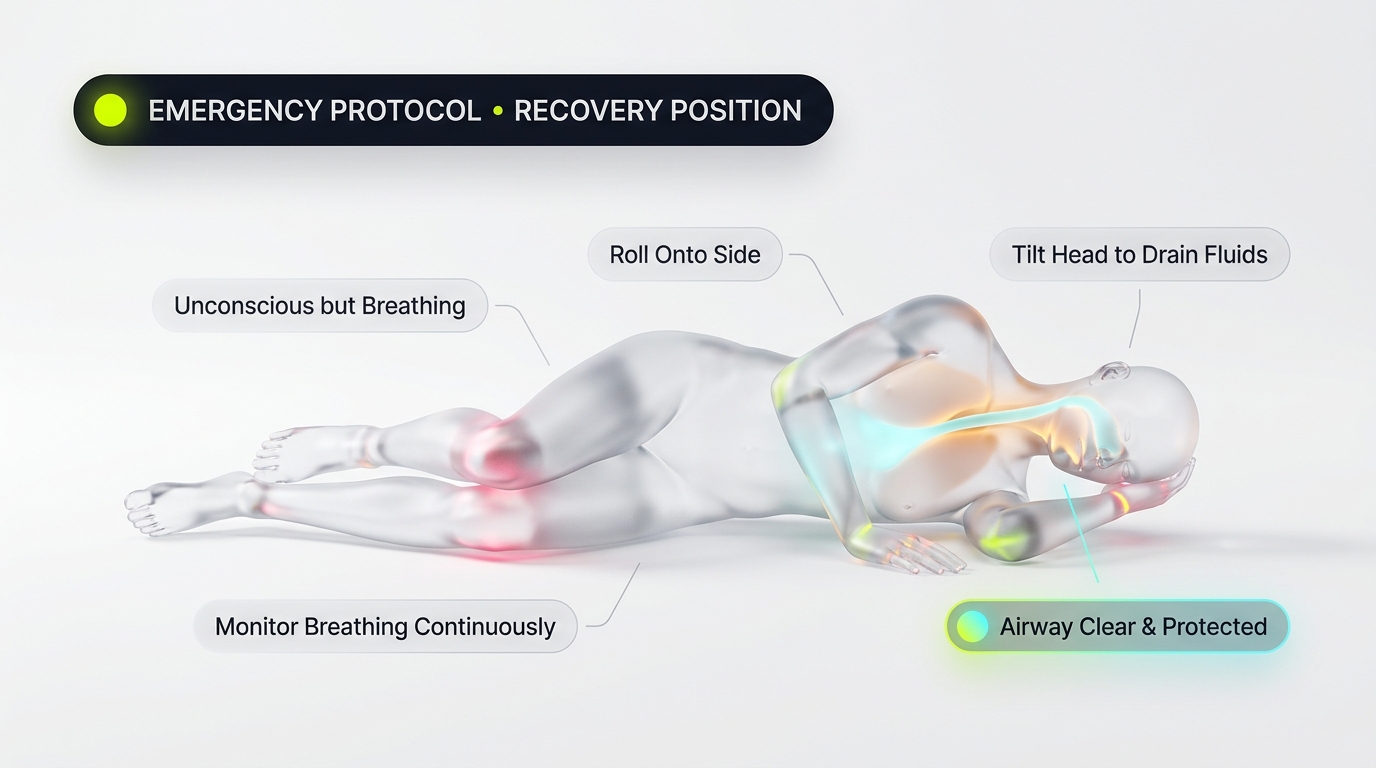 EMERGENCY PROTOCOL • RECOVERY POSITION
Roll Onto Side
Tilt Head to Drain Fluids
Unconscious but Breathing
Monitor Breathing Continuously
Airway Clear & Protected